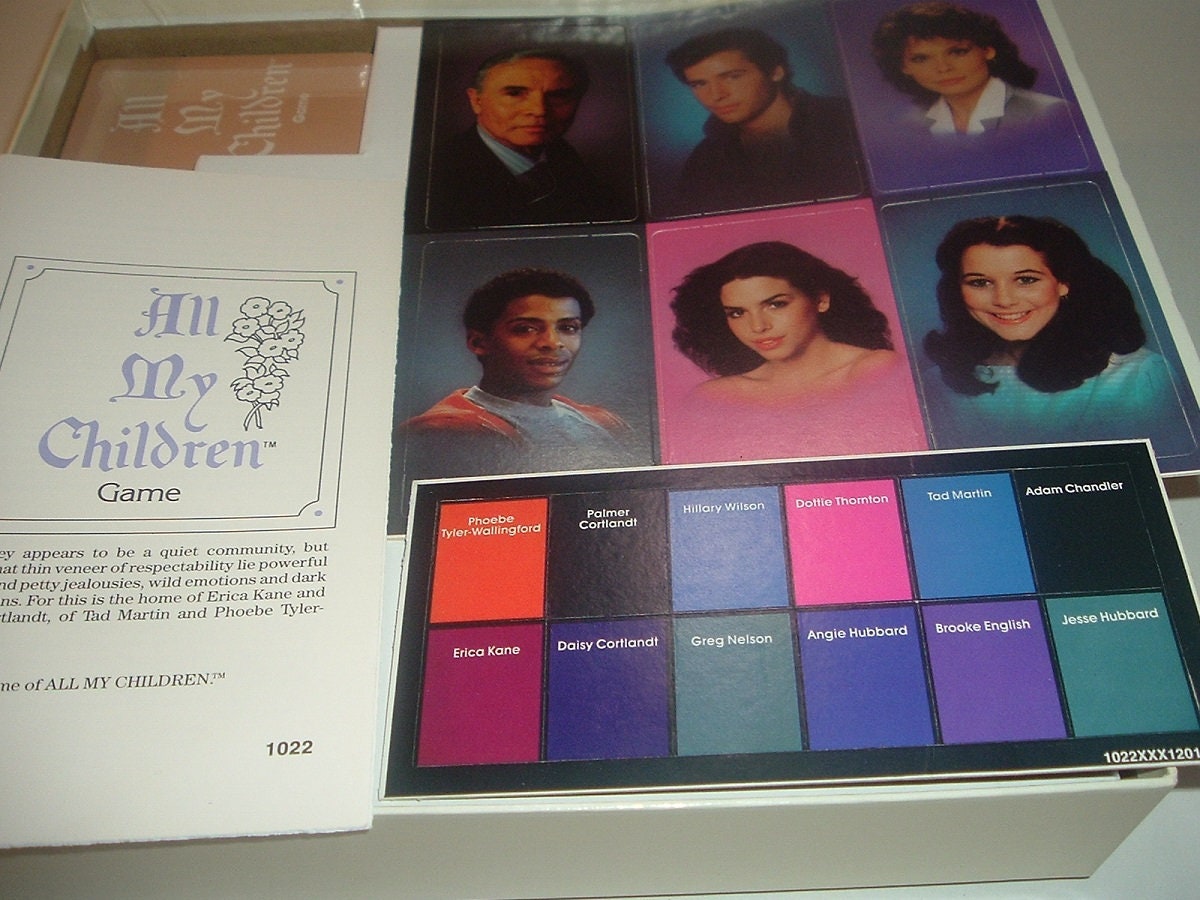 All
My
Children
Game
All
My
Children™
Game
ey appears to be a quiet community, but
at thin veneer of respectability lie powerful
nd petty jealousies, wild emotions and dark
ns. For this is the home of Erica Kane and
rtlandt, of Tad Martin and Phoebe Tyler-
me of ALL MY CHILDREN.™
1022
Phoebe
Tyler-Wallingford
Palmer
Cortlandt
Hillary Wilson
Dottie Thornton
Tad Martin
Adam Chandler
Erica Kane
Daisy Cortlandt
Greg Nelson
Angie Hubbard
Brooke English
Jesse Hubbard
1022XXX1201